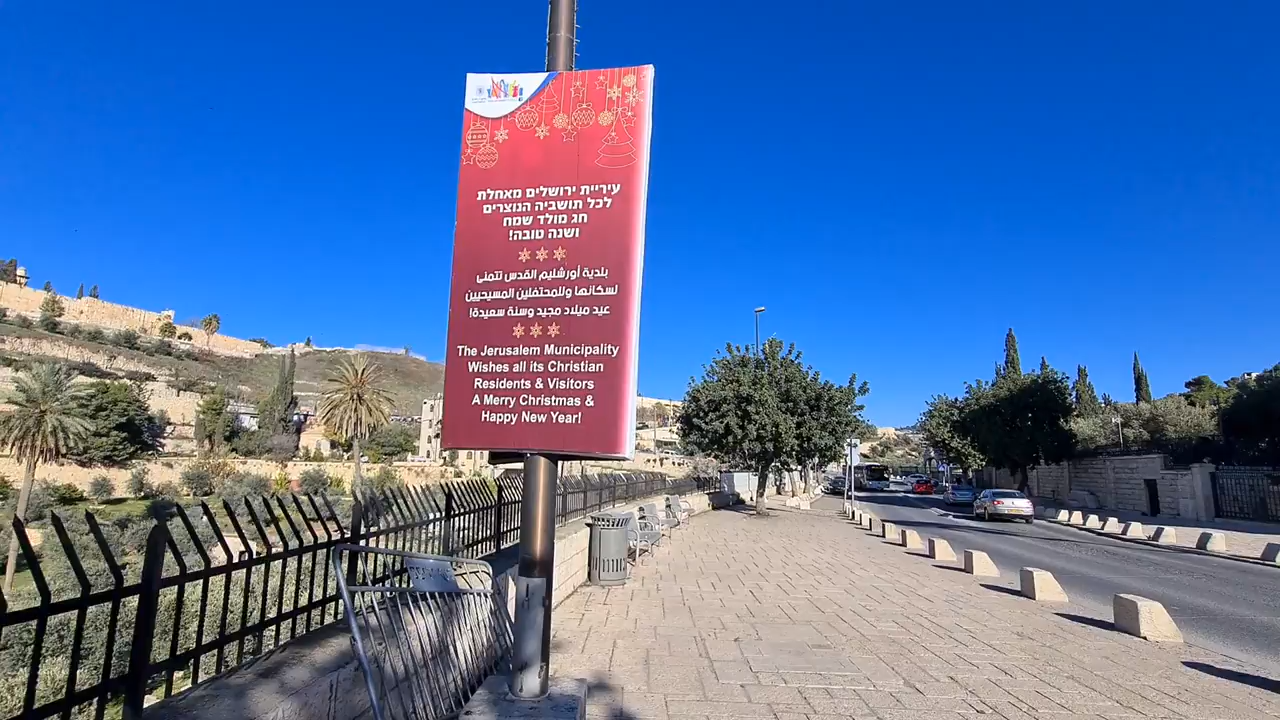 עיריית ירושלים מאחלת
לכל תושביה הנוצרים
חג מולד שמח
ושנה טובה!
بلدية أورشليم القدس تتمنى
لسكانها وللمحتفلين المسيحيين
عيد ميلاد مجيد وسنة سعيدة!
The Jerusalem Municipality
Wishes all its Christian
Residents & Visitors
A Merry Christmas &
Happy New Year!